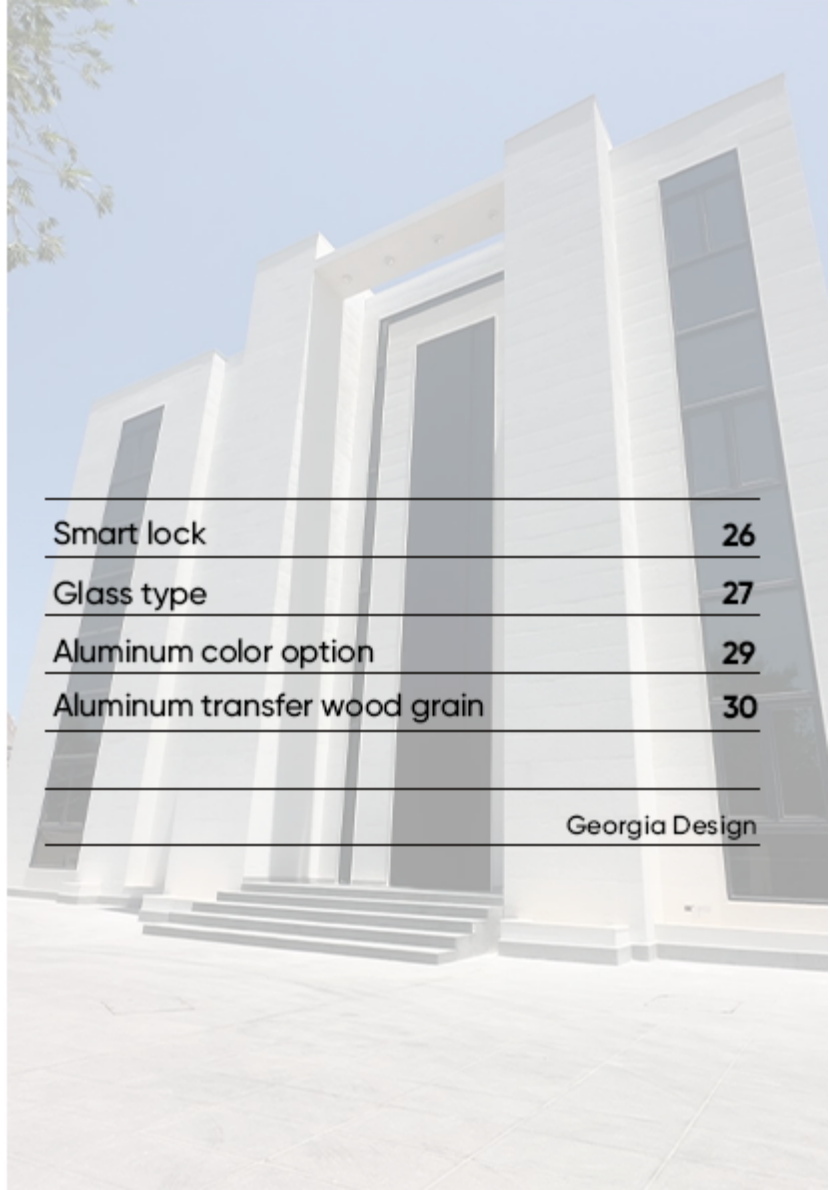 Smart lock 26
Glass type 27
Aluminum color option 29
Aluminum transfer wood grain 30
Georgia Design